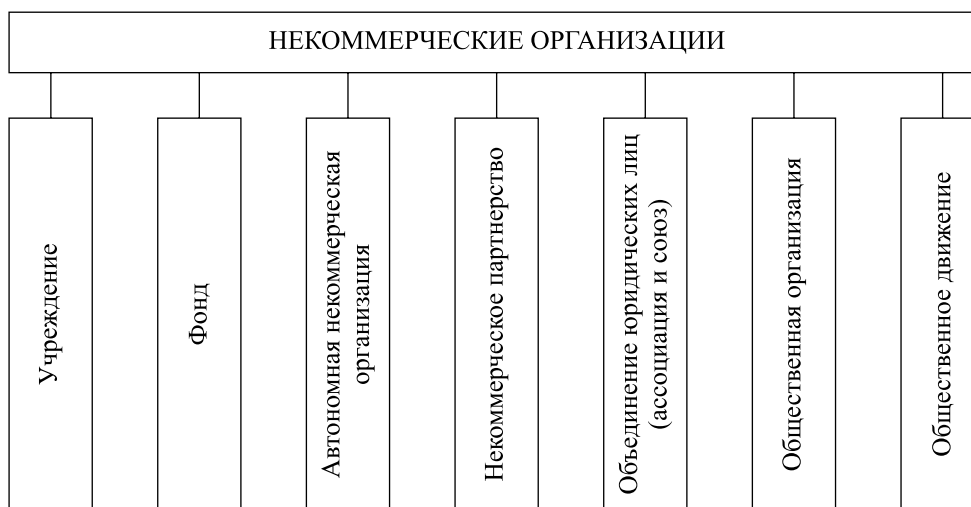 НЕКОММЕРЧЕСКИЕ ОРГАНИЗАЦИИ
Учреждение
Фонд
Автономная некоммерческая
организация
Некоммерческое партнерство
Объединение юридических лиц
(ассоциация и союз)
Общественная организация
Общественное движение